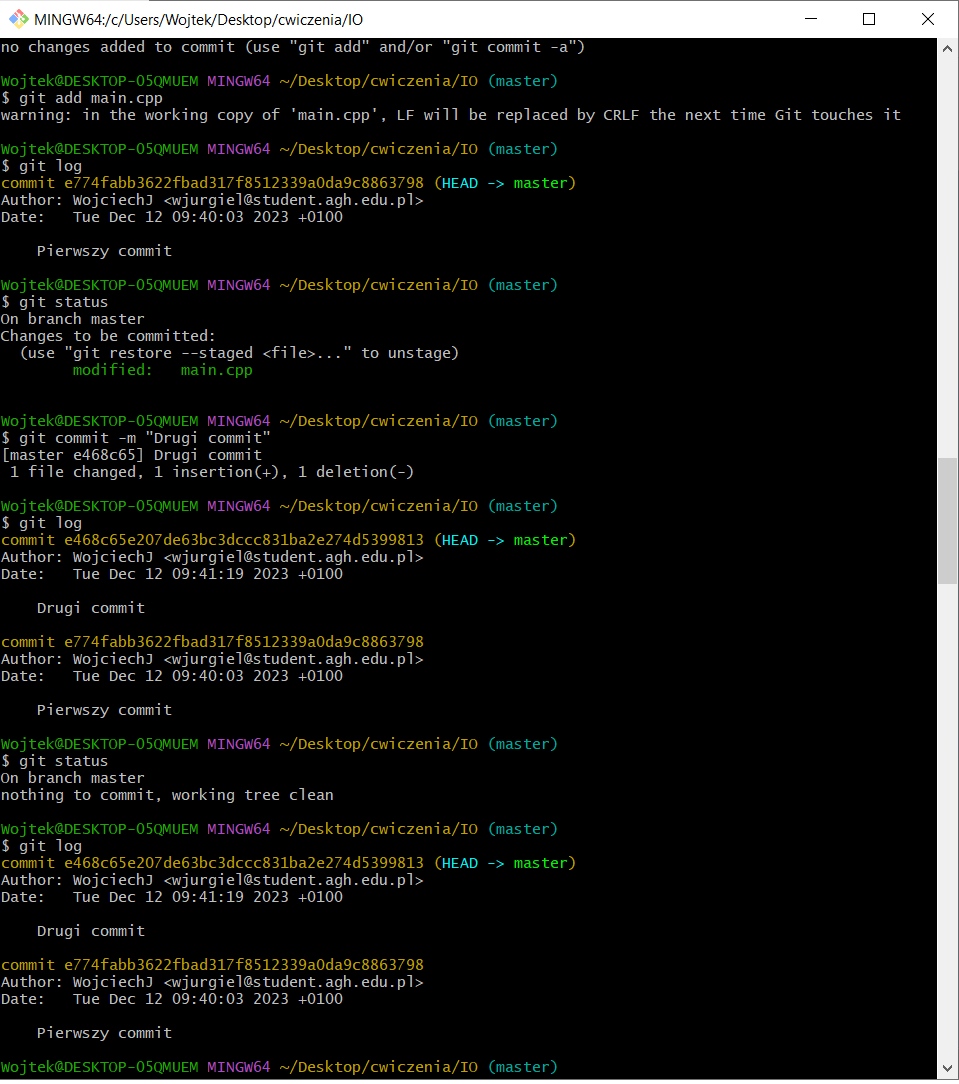 MINGW64:/c/Users/Wojtek/Desktop/cwiczenia/IO
no changes added to commit (use "git add" and/or "git commit -a")
Wojtek@DESKTOP-O5QMUEM MINGW64 ~/Desktop/cwiczenia/IO (master)
$ git add main.cpp
warning: in the working copy of 'main.cpp', LF will be replaced by CRLF the next time Git touches it
Wojtek@DESKTOP-O5QMUEM MINGW64 ~/Desktop/cwiczenia/IO (master)
$ git log
commit e774fabb3622fbad317f8512339a0da9c8863798 (HEAD -> master)
Author: WojciechJ <wjurgiel@student.agh.edu.pl>
Date:   Tue Dec 12 09:40:03 2023 +0100
    Pierwszy commit
Wojtek@DESKTOP-O5QMUEM MINGW64 ~/Desktop/cwiczenia/IO (master)
$ git status
On branch master
Changes to be committed:
  (use "git restore --staged <file>..." to unstage)
        modified:   main.cpp
Wojtek@DESKTOP-O5QMUEM MINGW64 ~/Desktop/cwiczenia/IO (master)
$ git commit -m "Drugi commit"
[master e468c65] Drugi commit
 1 file changed, 1 insertion(+), 1 deletion(-)
Wojtek@DESKTOP-O5QMUEM MINGW64 ~/Desktop/cwiczenia/IO (master)
$ git log
commit e468c65e207de63bc3dccc831ba2e274d5399813 (HEAD -> master)
Author: WojciechJ <wjurgiel@student.agh.edu.pl>
Date:   Tue Dec 12 09:41:19 2023 +0100
    Drugi commit
commit e774fabb3622fbad317f8512339a0da9c8863798
Author: WojciechJ <wjurgiel@student.agh.edu.pl>
Date:   Tue Dec 12 09:40:03 2023 +0100
    Pierwszy commit
Wojtek@DESKTOP-O5QMUEM MINGW64 ~/Desktop/cwiczenia/IO (master)
$ git status
On branch master
nothing to commit, working tree clean
Wojtek@DESKTOP-O5QMUEM MINGW64 ~/Desktop/cwiczenia/IO (master)
$ git log
commit e468c65e207de63bc3dccc831ba2e274d5399813 (HEAD -> master)
Author: WojciechJ <wjurgiel@student.agh.edu.pl>
Date:   Tue Dec 12 09:41:19 2023 +0100
    Drugi commit
commit e774fabb3622fbad317f8512339a0da9c8863798
Author: WojciechJ <wjurgiel@student.agh.edu.pl>
Date:   Tue Dec 12 09:40:03 2023 +0100
    Pierwszy commit
Wojtek@DESKTOP-O5QMUEM MINGW64 ~/Desktop/cwiczenia/IO (master)